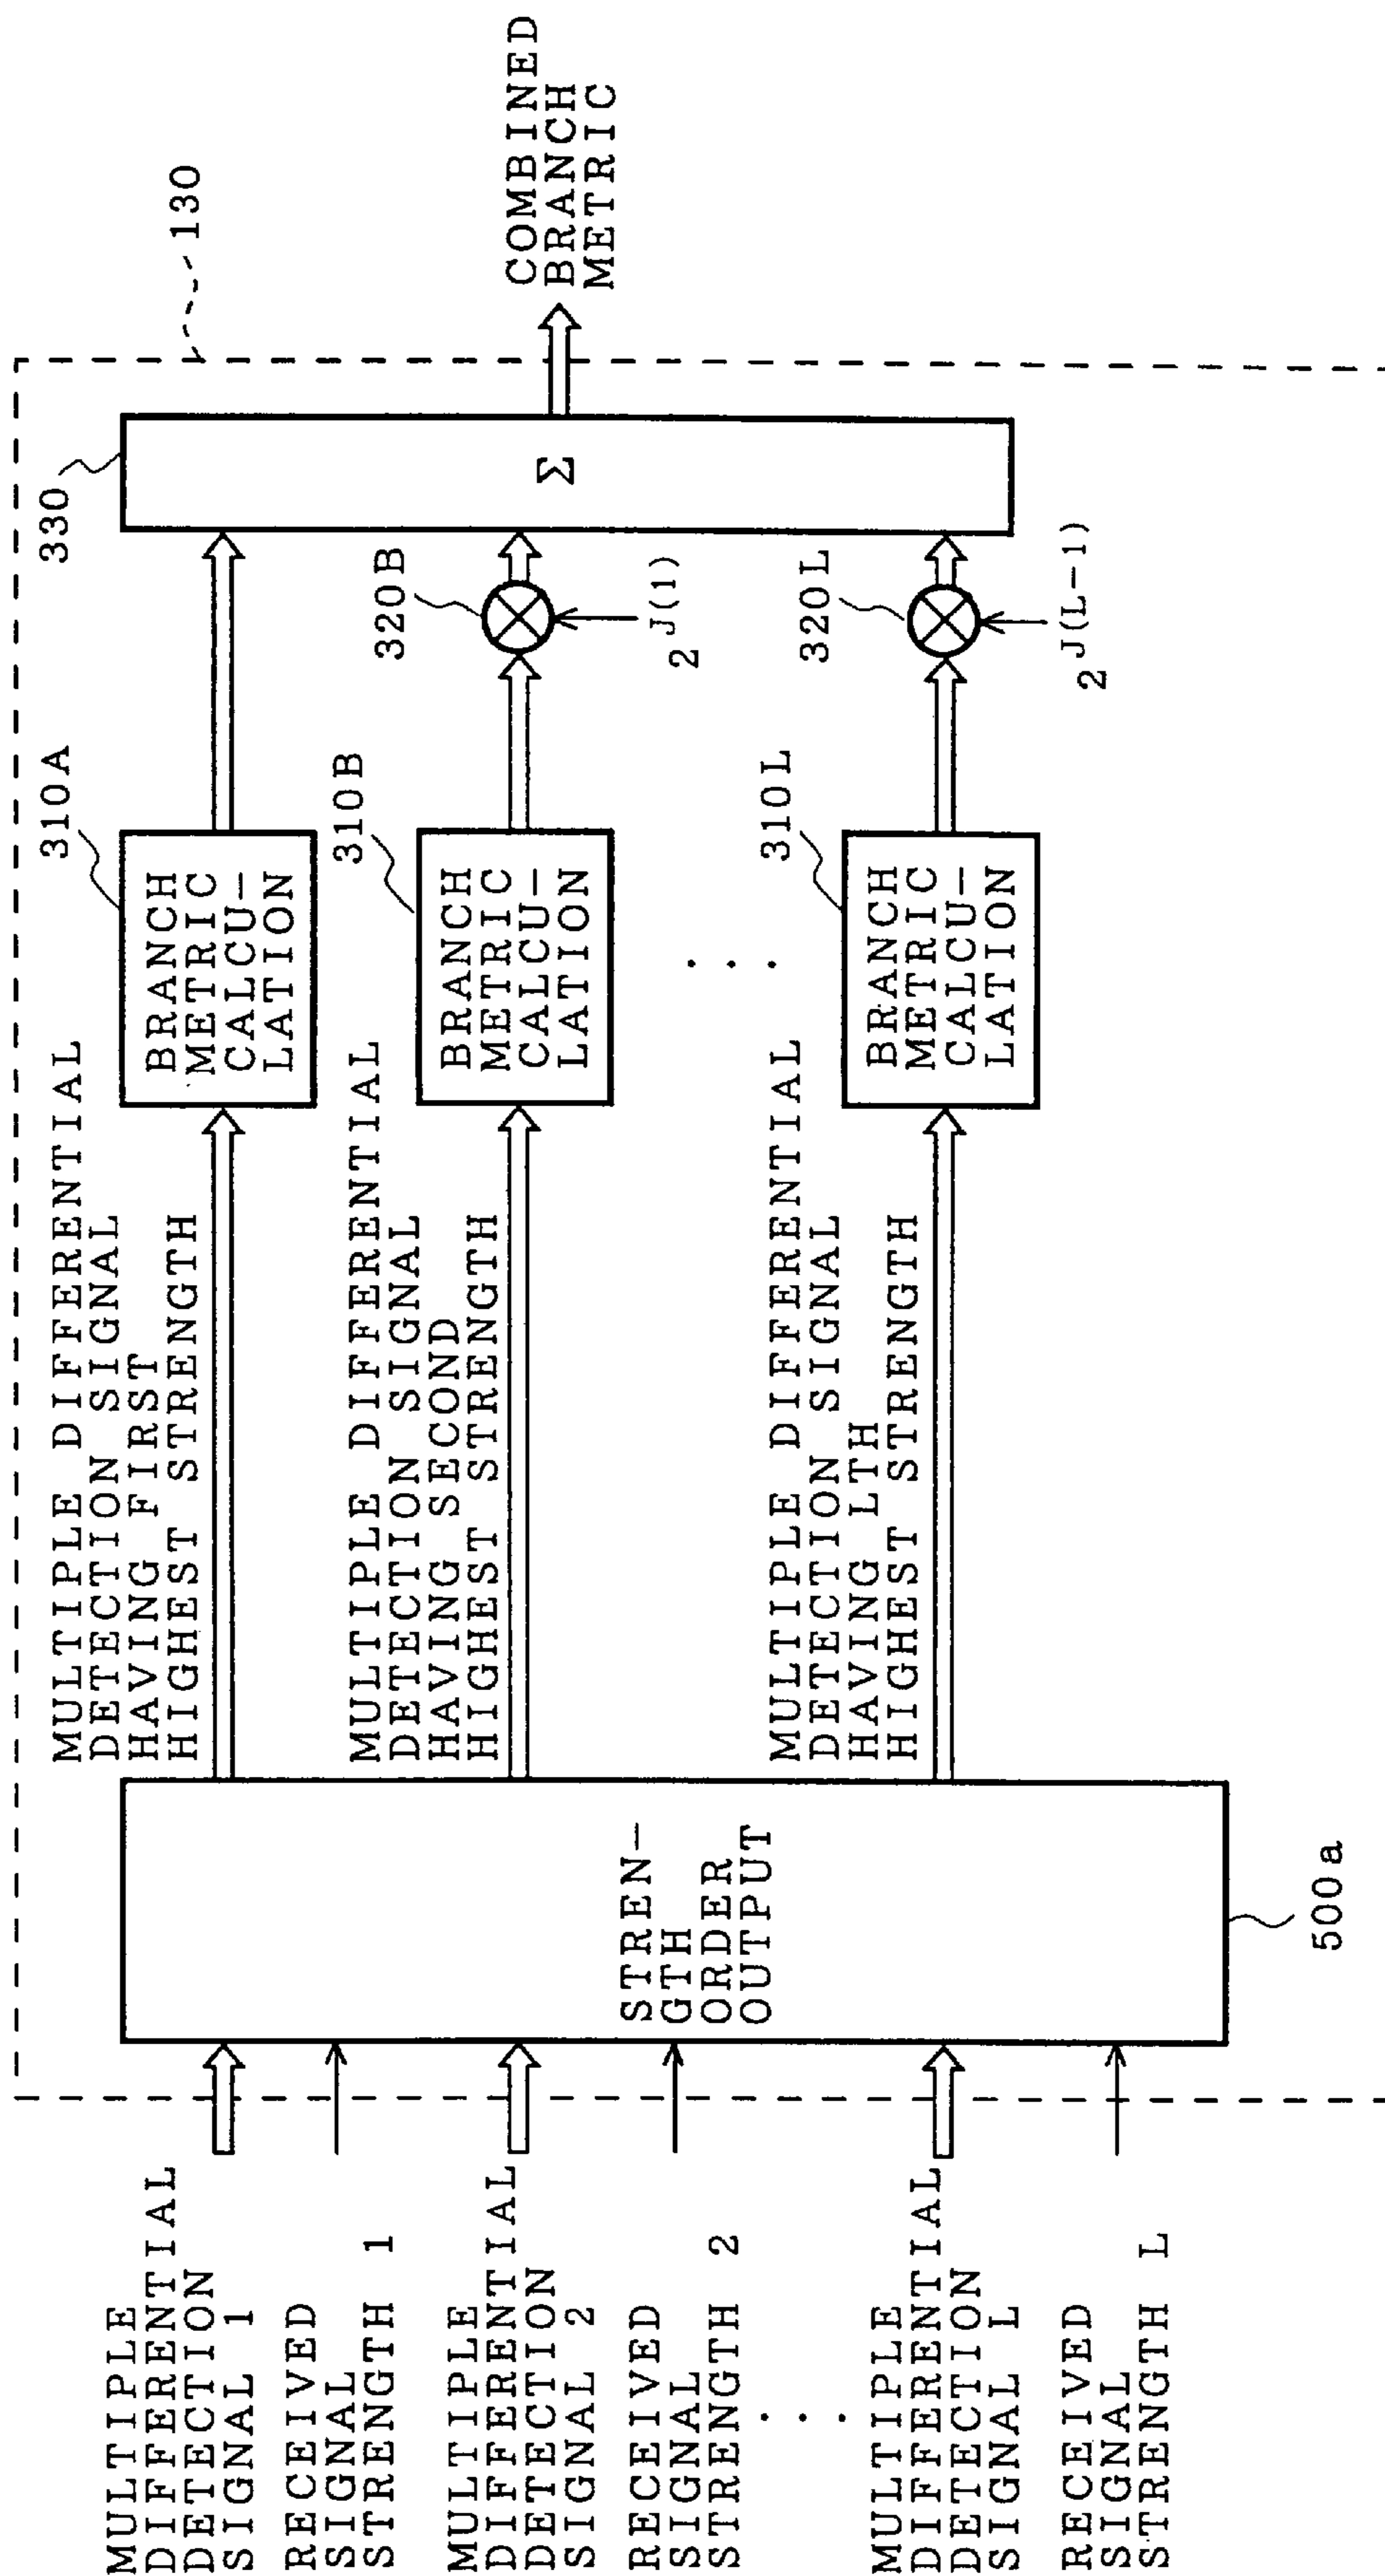 MULTIPLE
DIFFERENTIAL
DETECTION
SIGNAL 1
RECEIVED
SIGNAL
STRENGTH 1
MULTIPLE
DIFFERENTIAL
DETECTION
SIGNAL 2
RECEIVED
SIGNAL
STRENGTH 2
...
MULTIPLE
DIFFERENTIAL
DETECTION
SIGNAL L
RECEIVED
SIGNAL
STRENGTH L
STREN-
GTH
ORDER
OUTPUT
500a
MULTIPLE DIFFERENTIAL
DETECTION SIGNAL
HAVING FIRST
HIGHEST STRENGTH
MULTIPLE DIFFERENTIAL
DETECTION SIGNAL
HAVING SECOND
HIGHEST STRENGTH
MULTIPLE DIFFERENTIAL
DETECTION SIGNAL
HAVING LTH
HIGHEST STRENGTH
310A
BRANCH
METRIC
CALCU-
LATION
310B
BRANCH
METRIC
CALCU-
LATION
...
310L
BRANCH
METRIC
CALCU-
LATION
320B
2^J(1)
320L
2^J(L-1)
330
Σ
130
COMBINED
BRANCH
METRIC